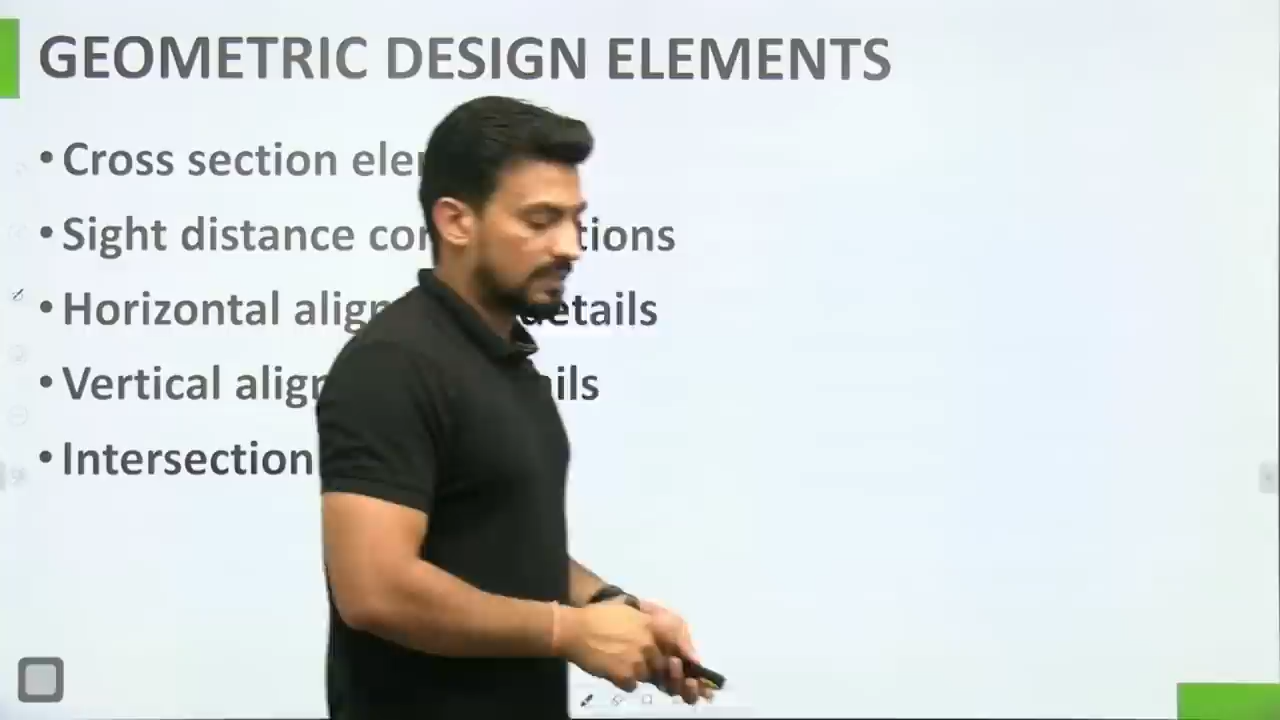 GEOMETRIC DESIGN ELEMENTS
• Cross section
• Sight distance
• Horizontal details
• Vertical
• Intersection